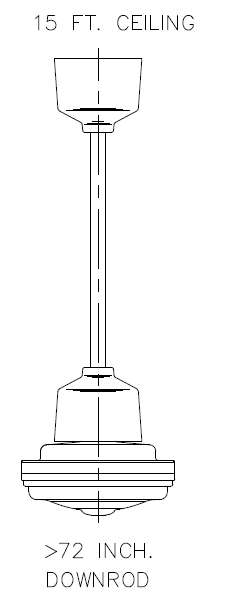 15 FT. CEILING
>72 INCH.
DOWNROD